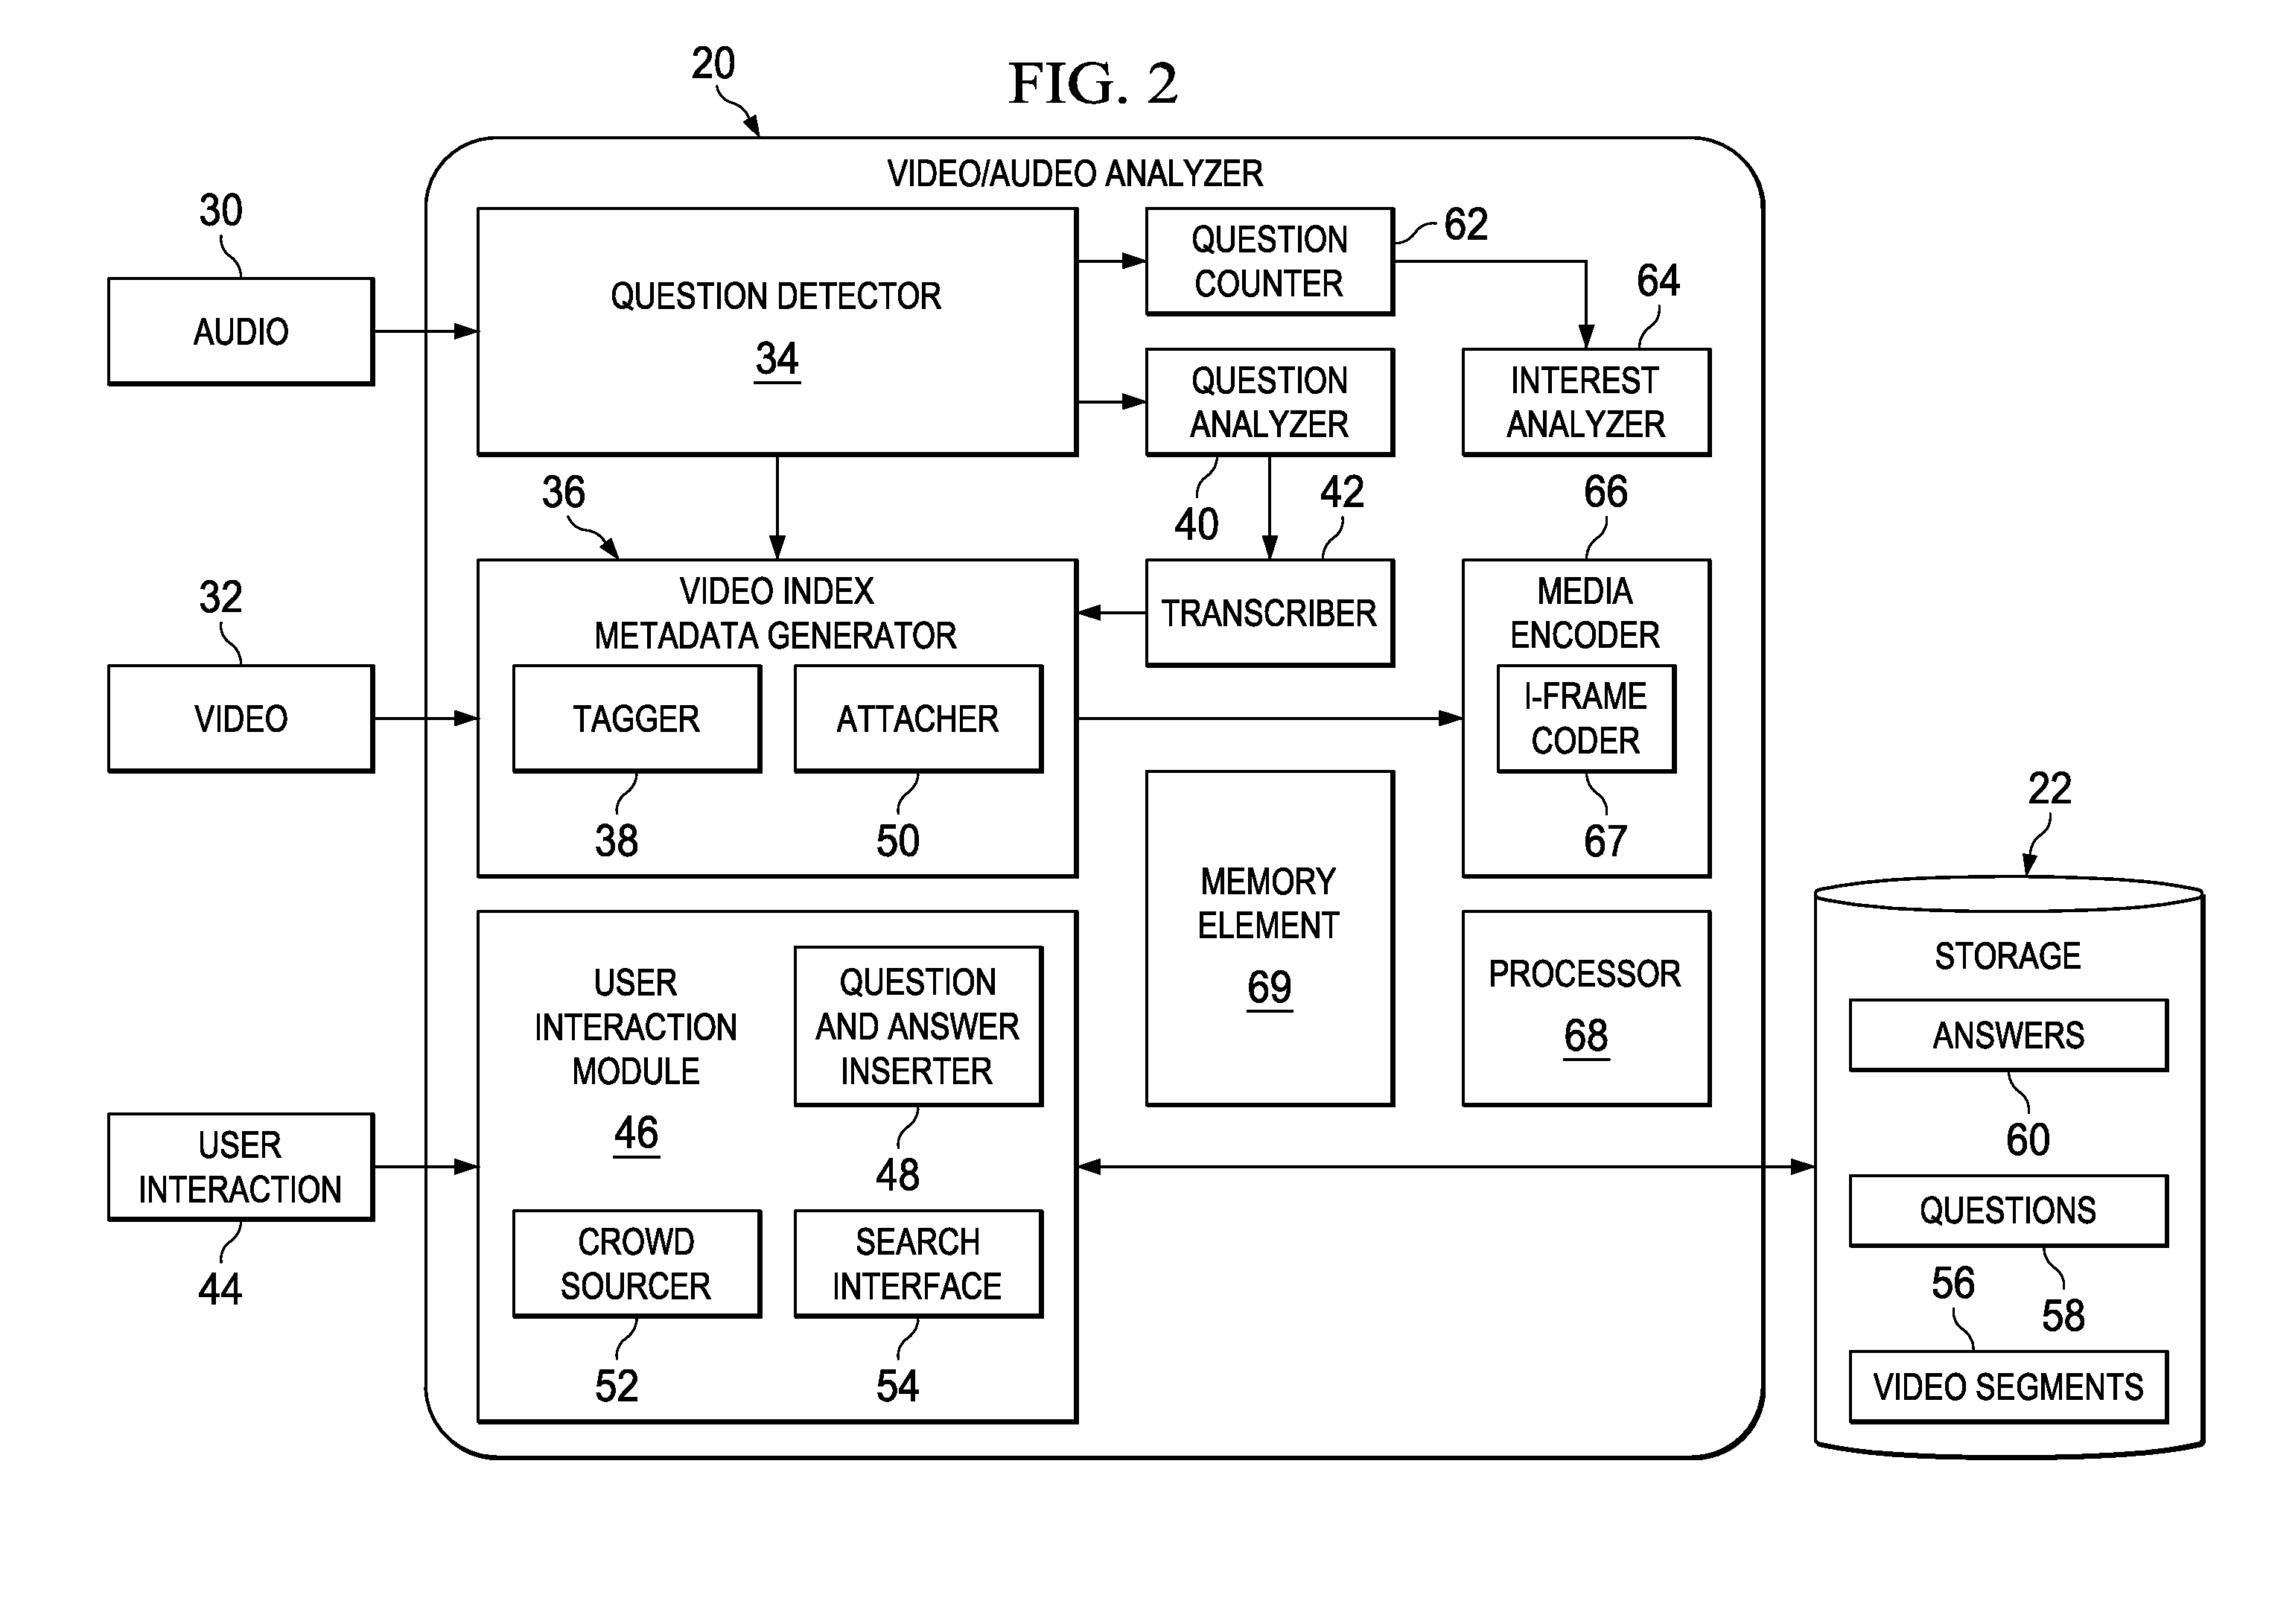 FIG. 2
20
VIDEO/AUDEO ANALYZER
30
AUDIO
QUESTION DETECTOR
34
QUESTION
COUNTER
62
64
QUESTION
ANALYZER
40
INTEREST
ANALYZER
36
42
66
32
VIDEO
VIDEO INDEX
METADATA GENERATOR
TAGGER
38
ATTACHER
50
TRANSCRIBER
MEDIA
ENCODER
I-FRAME
CODER
67
MEMORY
ELEMENT
69
PROCESSOR
68
USER
INTERACTION
44
USER
INTERACTION
MODULE
46
QUESTION
AND ANSWER
INSERTER
48
CROWD
SOURCER
52
SEARCH
INTERFACE
54
22
STORAGE
ANSWERS
60
QUESTIONS
58
56
VIDEO SEGMENTS